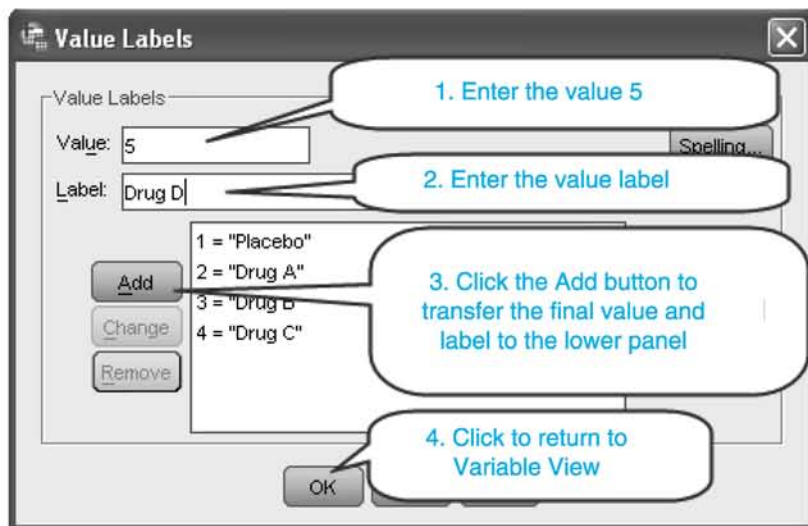 Value Labels
Value Labels
1. Enter the value 5
Value: 5
Spelling...
2. Enter the value label
Label: Drug D
1 = "Placebo"
2 = "Drug A"
3 = "Drug B"
4 = "Drug C"
Add
Change
Remove
3. Click the Add button to
transfer the final value and
label to the lower panel
4. Click to return to
Variable View
OK